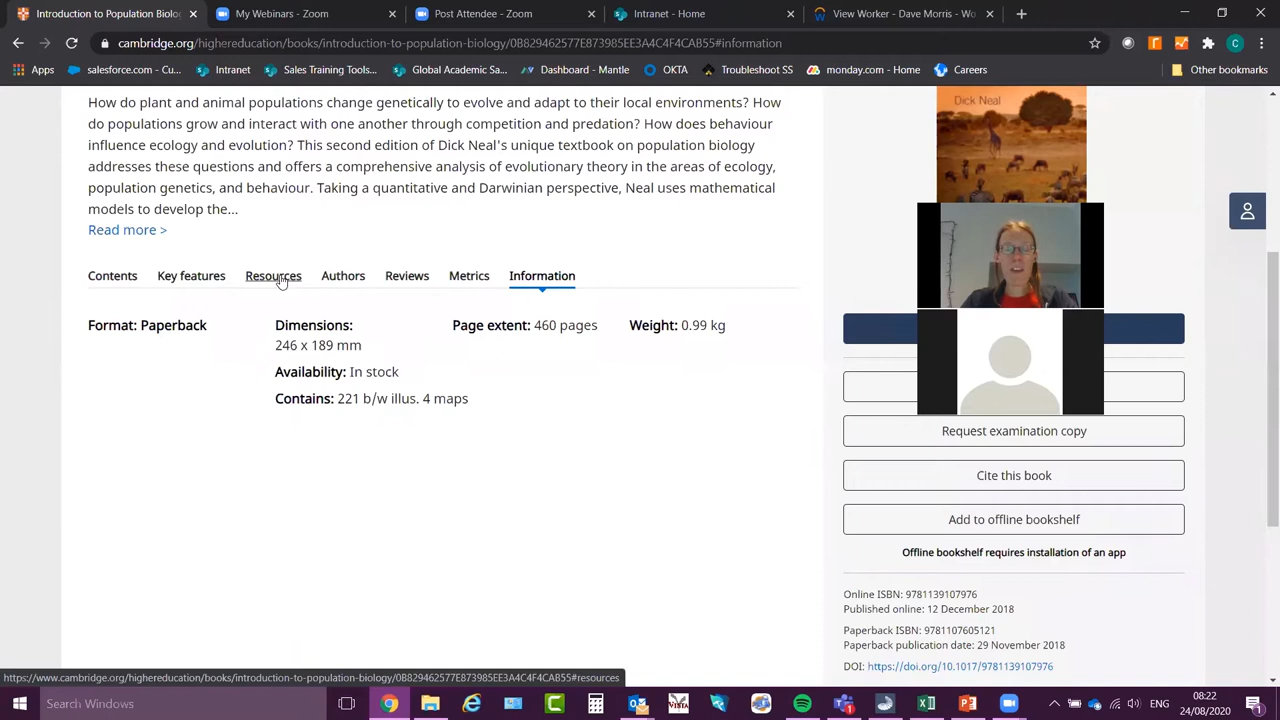 Introduction to Population Biolog
My Webinars - Zoom
Post Attendee - Zoom
Intranet - Home
View Worker - Dave Morris - Wo
cambridge.org/highereducation/books/introduction-to-population-biology/0B829462577E873985EE3A4C4F4CAB55#information
C
Apps
salesforce.com - Cu...
Intranet
Sales Training Tools...
Global Academic Sa...
Dashboard - Mantle
OKTA
Troubleshoot SS
monday.com - Home
Careers
Other bookmarks
How do plant and animal populations change genetically to evolve and adapt to their local environments? How
do populations grow and interact with one another through competition and predation? How does behaviour
influence ecology and evolution? This second edition of Dick Neal's unique textbook on population biology
addresses these questions and offers a comprehensive analysis of evolutionary theory in the areas of ecology,
population genetics, and behaviour. Taking a quantitative and Darwinian perspective, Neal uses mathematical
models to develop the...
Read more >
Dick Neal
Contents
Key features
Resources
Authors
Reviews
Metrics
Information
Format: Paperback
Dimensions:
246 x 189 mm
Page extent: 460 pages
Weight: 0.99 kg
Availability: In stock
Contains: 221 b/w illus. 4 maps
Request examination copy
Cite this book
Add to offline bookshelf
Offline bookshelf requires installation of an app
Online ISBN: 9781139107976
Published online: 12 December 2018
Paperback ISBN: 9781107605121
Paperback publication date: 29 November 2018
DOI: https://doi.org/10.1017/9781139107976
https://www.cambridge.org/highereducation/books/introduction-to-population-biology/0B829462577E873985EE3A4C4F4CAB55#resources
Search Windows
ENG
08:22
24/08/2020